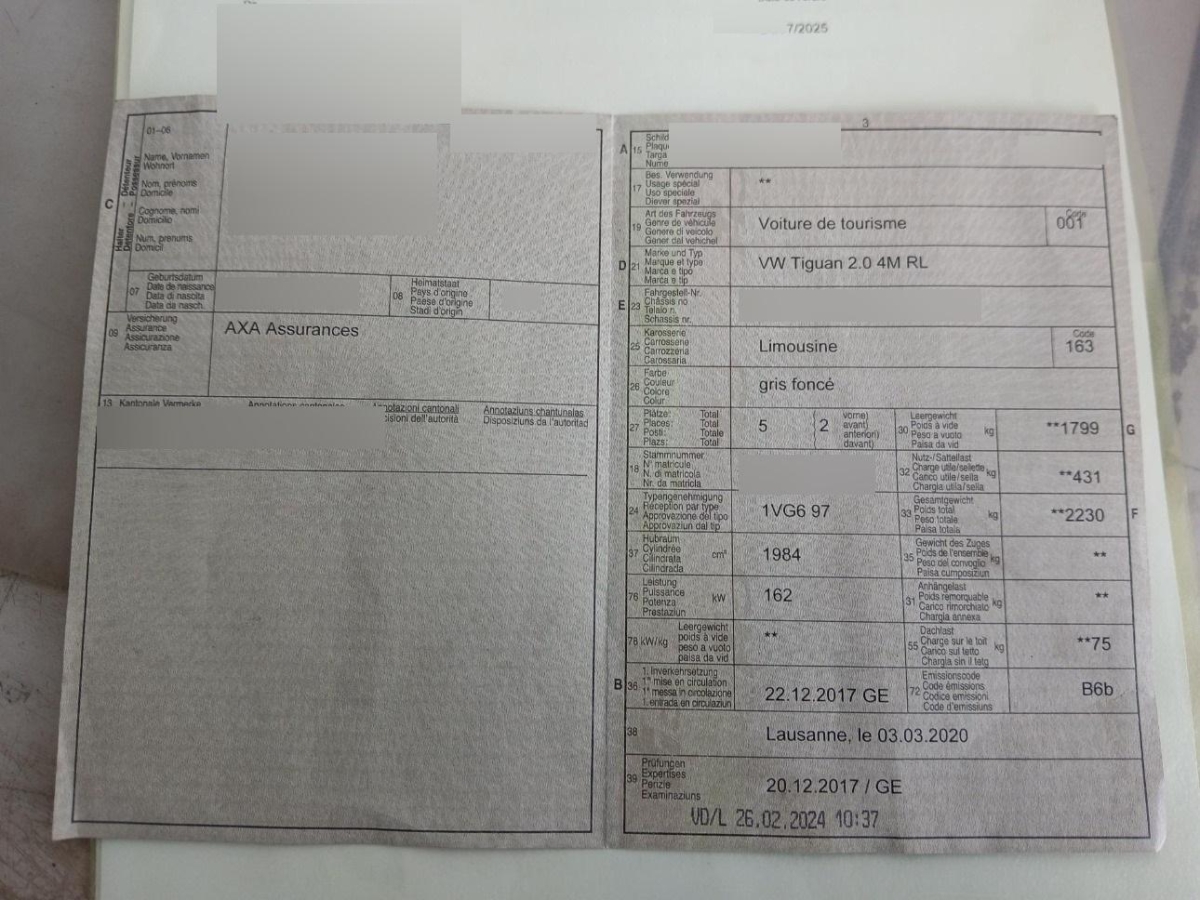 7/2025
01–06
Halter
Détenteur
Detentore
Possessur
C
Name, Vornamen
Wohnort
Nom, prénoms
Domicile
Cognome, nomi
Domicilio
Num, prenums
Domicil
07
Geburtsdatum
Date de naissance
Data di nascita
Data da nasch.
08
Heimatstaat
Pays d'origine
Paese d'origine
Stadi d'origin
09
Versicherung
Assurance
Assicurazione
Assicuranza
AXA Assurances
13 Kantonale Vermerke
Annotations cantonales
Annotazioni cantonali
Annotaziuns chantunalas
Disposiziuns da l'autoritad
3
A 15
Schild
Plaqu
Targa
Nume
17
Bes. Verwendung
Usage spécial
Uso speciale
Diever spezial
**
19
Art des Fahrzeugs
Genre de véhicule
Genere di veicolo
Gener dal vehichel
Voiture de tourisme
Code
001
D 21
Marke und Typ
Marque et type
Marca e tipo
Marca e tip
VW Tiguan 2.0 4M RL
E 23
Fahrgestell-Nr.
Châssis no
Telaio n.
Schassis nr.
25
Karosserie
Carrosserie
Carrozzeria
Carossaria
Limousine
Code
163
26
Farbe
Couleur
Colore
Colur
gris foncé
27
Plätze: Total
Places: Total
Posti: Totale
Plazs: Total
5
2
vorne)
avant)
anteriori)
davant)
30
Leergewicht
Poids à vide
Peso a vuoto
Paisa da vid
kg
**1799
G
18
Stammnummer
N° matricule
N. di matricola
Nr. da matricla
32
Nutz-/Sattellast
Charge utile/sellette
Carico utile/sella
Chargia utila/sella
kg
**431
24
Typengenehmigung
Réception par type
Approvazione del tipo
Approvaziun dal tip
1VG6 97
33
Gesamtgewicht
Poids total
Peso totale
Paisa totala
kg
**2230
F
37
Hubraum
Cylindrée
Cilindrata
Cilindrada
cm³
1984
35
Gewicht des Zuges
Poids de l'ensemble
Peso del convoglio
Paisa cumposiziun
kg
**
76
Leistung
Puissance
Potenza
Prestaziun
kW
162
31
Anhängelast
Poids remorquable
Carico rimorchiato
Chargia annexa
kg
**
78 kW/kg
Leergewicht
poids à vide
peso a vuoto
paisa da vid
**
55
Dachlast
Charge sur le toit
Carico sul tetto
Chargia sin il tetg
kg
**75
B 36
1. Inverkehrsetzung
1re mise en circulation
1a messa in circolazione
1. entrada en circulaziun
22.12.2017 GE
72
Emissionscode
Code émissions
Codice emissioni
Code d'emissiuns
B6b
38
Lausanne, le 03.03.2020
39
Prüfungen
Expertises
Perizie
Examinaziuns
20.12.2017 / GE
VD/L 26.02.2024 10:37